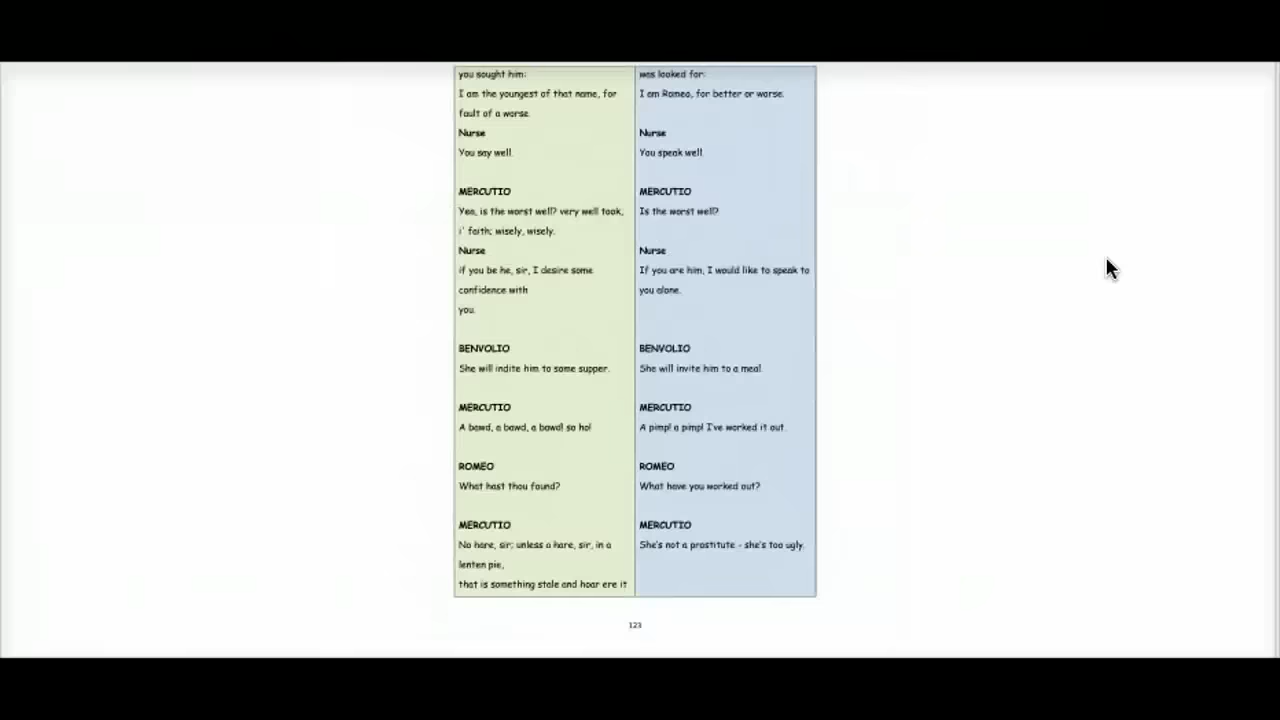 you sought him:
I am the youngest of that name, for
fault of a worse.
Nurse
You say well.
MERCUTIO
Yea, is the worst well? very well took,
i' faith; wisely, wisely.
Nurse
if you be he, sir, I desire some
confidence with
you.
BENVOLIO
She will indite him to some supper.
MERCUTIO
A bawd, a bawd, a bawd! so ho!
ROMEO
What hast thou found?
MERCUTIO
No hare, sir; unless a hare, sir, in a
lenten pie,
that is something stale and hoar ere it
was looked for:
I am Romeo, for better or worse.
Nurse
You speak well.
MERCUTIO
Is the worst well?
Nurse
If you are him, I would like to speak to
you alone.
BENVOLIO
She will invite him to a meal.
MERCUTIO
A pimp! a pimp! I've worked it out.
ROMEO
What have you worked out?
MERCUTIO
She's not a prostitute - she's too ugly.
123